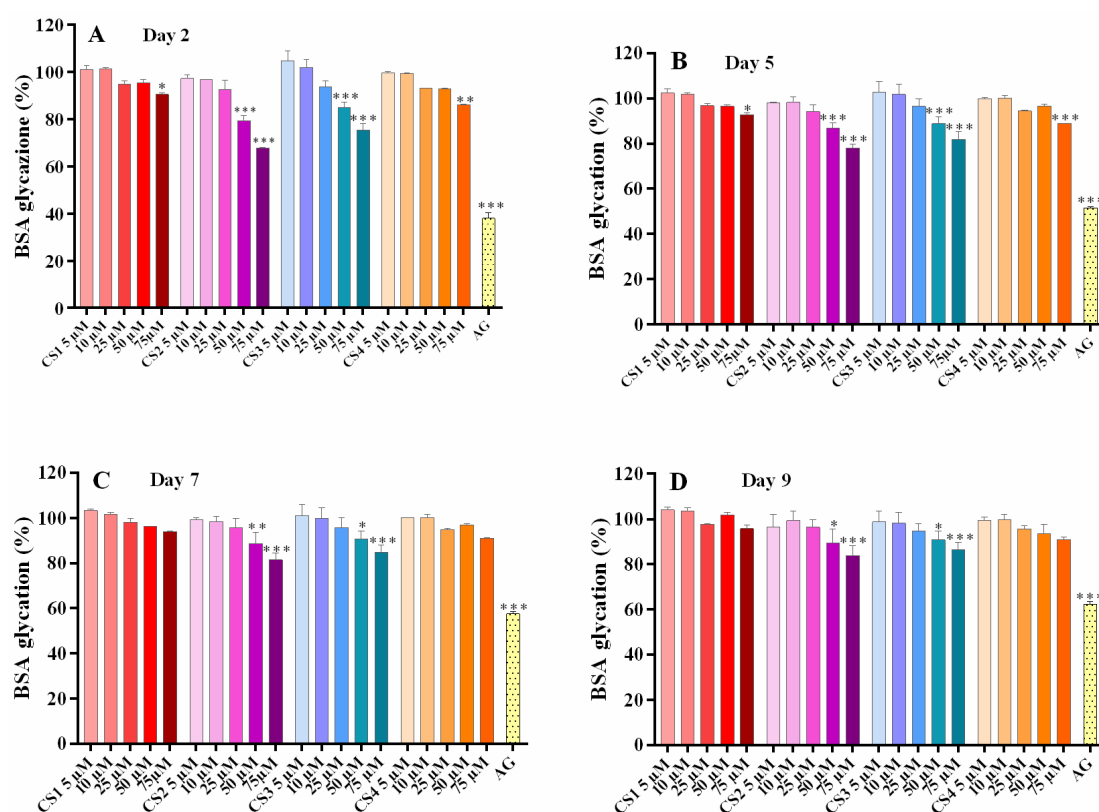 A Day 2
BSA glycazione (%)
120
100
80
60
40
20
0
*
***
***
***
***
**
***
CS1 5 µM
10 µM
25 µM
50 µM
75µM
CS2 5 µM
10 µM
25 µM
50 µM
75 µM
CS3 5 µM
10 µM
25 µM
50 µM
75 µM
CS4 5 µM
10 µM
25 µM
50 µM
75 µM
AG
B Day 5
BSA glycation (%)
120
100
80
60
40
20
0
*
***
***
***
***
***
***
CS1 5 µM
10 µM
25 µM
50 µM
75µM
CS2 5 µM
10 µM
25 µM
50 µM
75µM
CS3 5 µM
10 µM
25 µM
50 µM
75µM
CS4 5 µM
10 µM
25 µM
50 µM
75 µM
AG
C Day 7
BSA glycation (%)
120
100
80
60
40
20
0
**
***
*
***
***
CS1 5 µM
10 µM
25 µM
50 µM
75µM
CS2 5 µM
10 µM
25 µM
50 µM
75µM
CS3 5 µM
10 µM
25 µM
50 µM
75 µM
CS4 5 µM
10 µM
25 µM
50 µM
75 µM
AG
D Day 9
BSA glycation (%)
120
100
80
60
40
20
0
*
***
*
***
***
CS1 5 µM
10 µM
25 µM
50 µM
75 µM
CS2 5 µM
10 µM
25 µM
50 µM
75 µM
CS3 5 µM
10 µM
25 µM
50 µM
75 µM
CS4 5 µM
10 µM
25 µM
50 µM
75 µM
AG